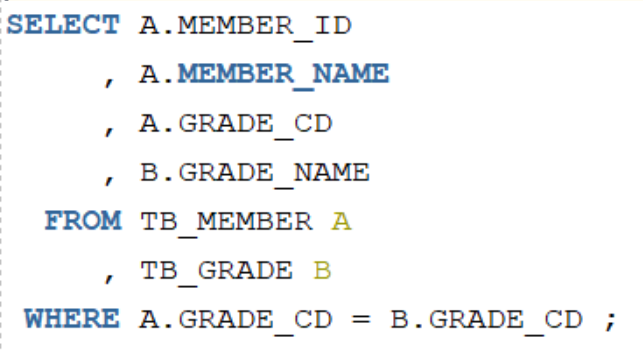 SELECT A.MEMBER_ID
, A.MEMBER_NAME
, A.GRADE_CD
, B.GRADE_NAME
FROM TB_MEMBER A
, TB_GRADE B
WHERE A.GRADE_CD = B.GRADE_CD ;